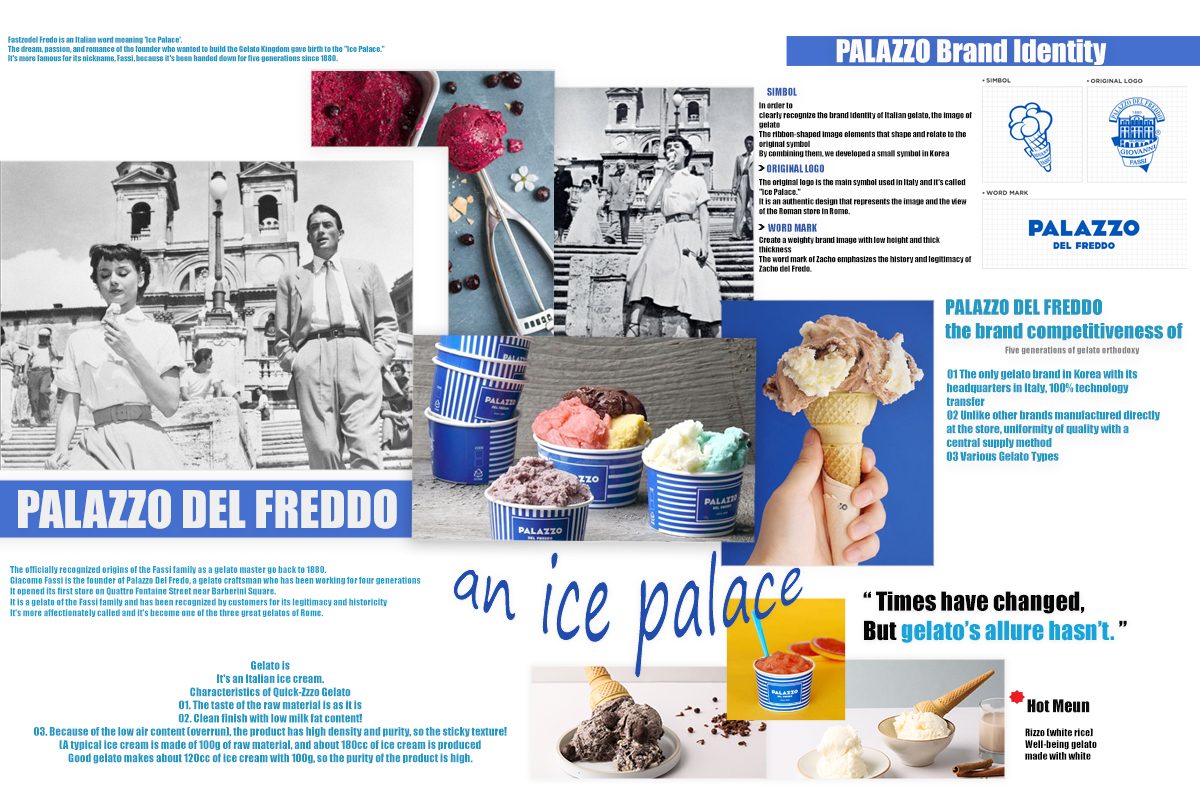 Fastzodel Fredo is an Italian word meaning 'Ice Palace'.
The dream, passion, and romance of the founder who wanted to build the Gelato Kingdom gave birth to the "Ice Palace."
It's more famous for its nickname, Fassi, because it's been handed down for five generations since 1880.
PALAZZO Brand Identity
SIMBOL
In order to
clearly recognize the brand identity of Italian gelato, the image of
gelato
The ribbon-shaped image elements that shape and relate to the
original symbol
By combining them, we developed a small symbol in Korea
> ORIGINAL LOGO
The original logo is the main symbol used in Italy and it's called
"Ice Palace."
It is an authentic design that represents the image and the view
of the Roman store in Rome.
> WORD MARK
Create a weighty brand image with low height and thick
thickness
The word mark of Zacho emphasizes the history and legitimacy of
Zacho del Fredo.
• SIMBOL
• ORIGINAL LOGO
PALAZZO DEL FREDDO
GIOVANNI
FASSI
®
• WORD MARK
PALAZZO
DEL FREDDO
PALAZZO DEL FREDDO
the brand competitiveness of
Five generations of gelato orthodoxy
01 The only gelato brand in Korea with its
headquarters in Italy, 100% technology
transfer
02 Unlike other brands manufactured directly
at the store, uniformity of quality with a
central supply method
03 Various Gelato Types
PALAZZO DEL FREDDO
PALAZZO
DEL FREDDO
PALAZZO
DEL FREDDO
The officially recognized origins of the Fassi family as a gelato master go back to 1880.
Giacomo Fassi is the founder of Palazzo Del Fredo, a gelato craftsman who has been working for four generations
It opened its first store on Quattro Fontaine Street near Barberini Square.
It is a gelato of the Fassi family and has been recognized by customers for its legitimacy and historicity
It's more affectionately called and it's become one of the three great gelatos of Rome.
an ice palace
“ Times have changed,
But gelato’s allure hasn’t. ”
Gelato is
It's an Italian ice cream.
Characteristics of Quick-Zzzo Gelato
01. The taste of the raw material is as it is
02. Clean finish with low milk fat content!
03. Because of the low air content (overrun), the product has high density and purity, so the sticky texture!
(A typical ice cream is made of 100g of raw material, and about 180cc of ice cream is produced
Good gelato makes about 120cc of ice cream with 100g, so the purity of the product is high.
PALAZZO
Hot Meun
Rizzo (white rice)
Well-being gelato
made with white